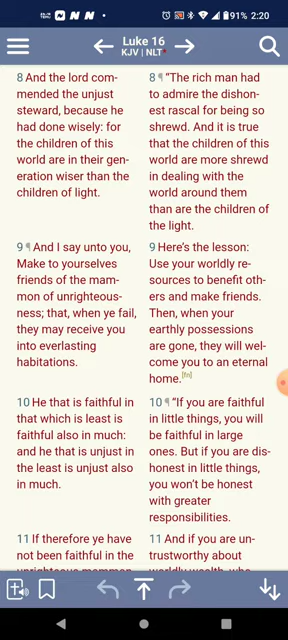 91% 2:20
Luke 16
KJV | NLT*
8 And the lord com-
mended the unjust
steward, because he
had done wisely: for
the children of this
world are in their gen-
eration wiser than the
children of light.
8 ¶ “The rich man had
to admire the dishon-
est rascal for being so
shrewd. And it is true
that the children of this
world are more shrewd
in dealing with the
world around them
than are the children of
the light.
9 ¶ And I say unto you,
Make to yourselves
friends of the mam-
mon of unrighteous-
ness; that, when ye fail,
they may receive you
into everlasting
habitations.
9 Here’s the lesson:
Use your worldly re-
sources to benefit oth-
ers and make friends.
Then, when your
earthly possessions
are gone, they will wel-
come you to an eternal
home.[fn]
10 He that is faithful in
that which is least is
faithful also in much:
and he that is unjust in
the least is unjust also
in much.
10 ¶ “If you are faithful
in little things, you will
be faithful in large
ones. But if you are dis-
honest in little things,
you won’t be honest
with greater
responsibilities.
11 If therefore ye have
not been faithful in the
unrighteous mammon
11 And if you are un-
trustworthy about
worldly wealth, who